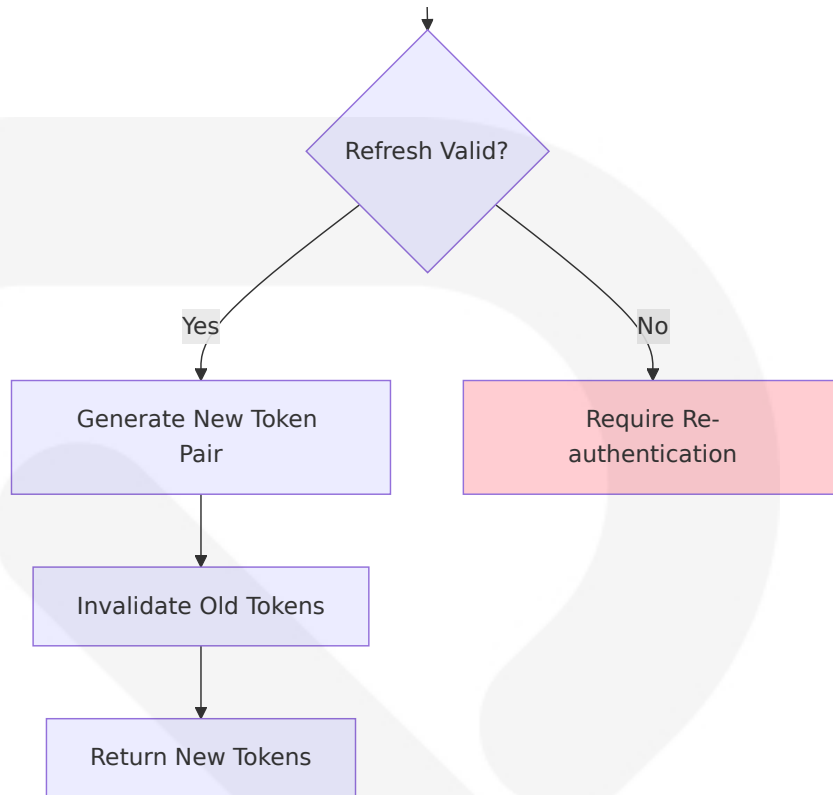 Refresh Valid?
Yes
No
Generate New Token
Pair
Require Re-
authentication
Invalidate Old Tokens
Return New Tokens